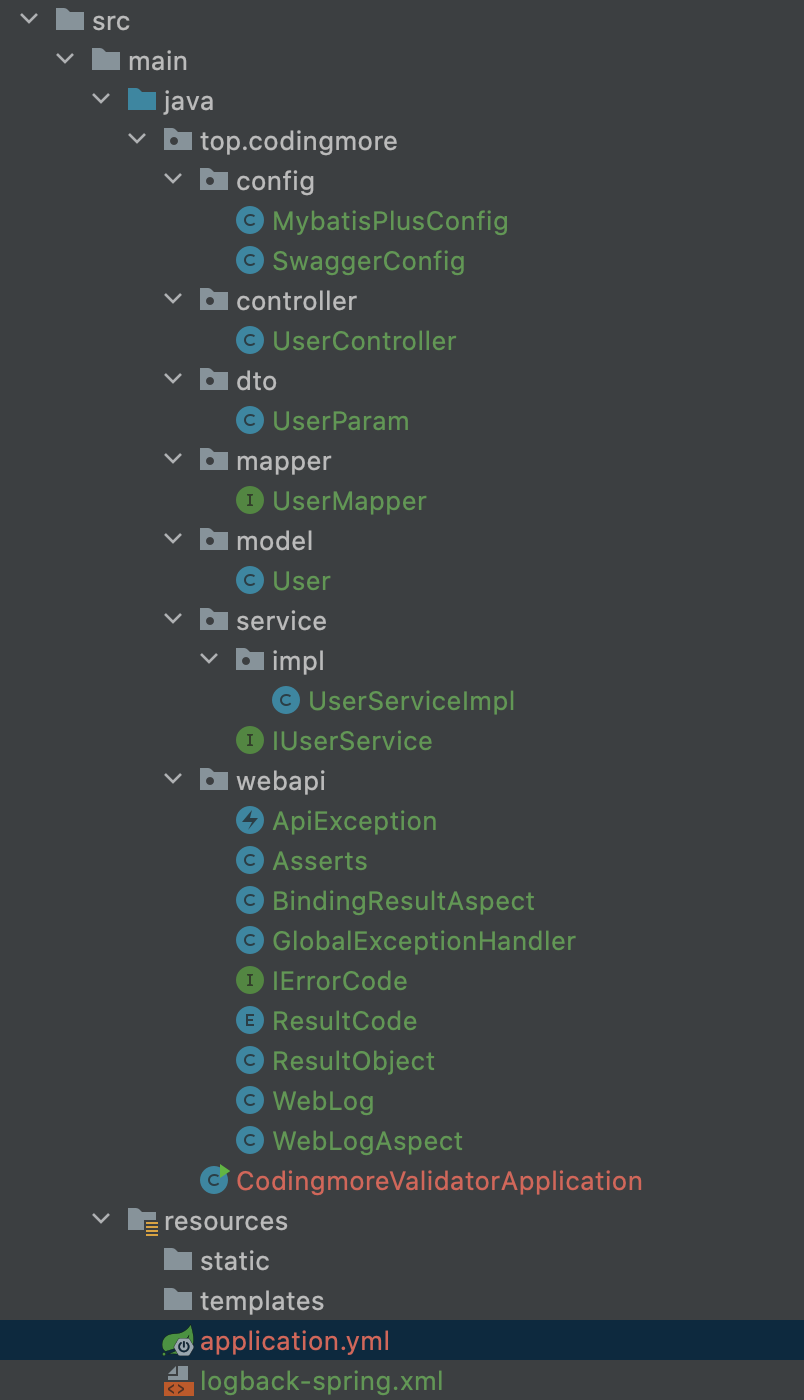 src
main
java
top.codingmore
config
MybatisPlusConfig
SwaggerConfig
controller
UserController
dto
UserParam
mapper
UserMapper
model
User
service
impl
UserServiceImpl
IUserService
webapi
ApiException
Asserts
BindingResultAspect
GlobalExceptionHandler
IErrorCode
ResultCode
ResultObject
WebLog
WebLogAspect
CodingmoreValidatorApplication
resources
static
templates
application.yml
logback-spring.xml